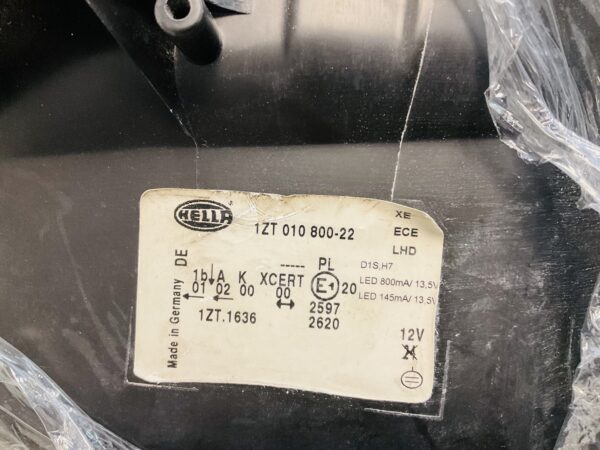 HELLA
1ZT 010 800-22
XE
ECE
LHD
DE
----- PL
D1S,H7
1b A K XCERT E1 20
LED 800mA/ 13,5V
01 02 00 00
LED 145mA/ 13,5V
2597
1ZT.1636
2620
12V
Made in Germany